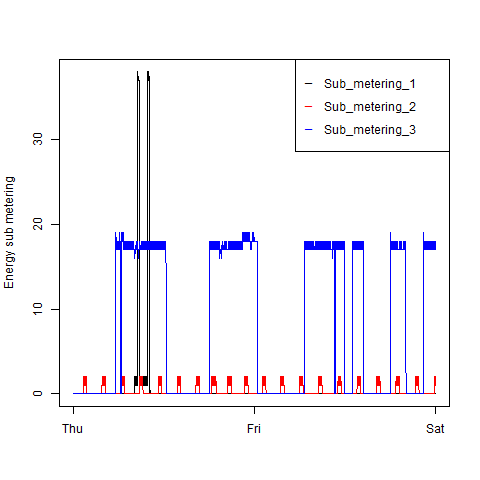 Sub_metering_1
Sub_metering_2
Sub_metering_3
Energy sub metering
30
20
10
0
Thu
Fri
Sat